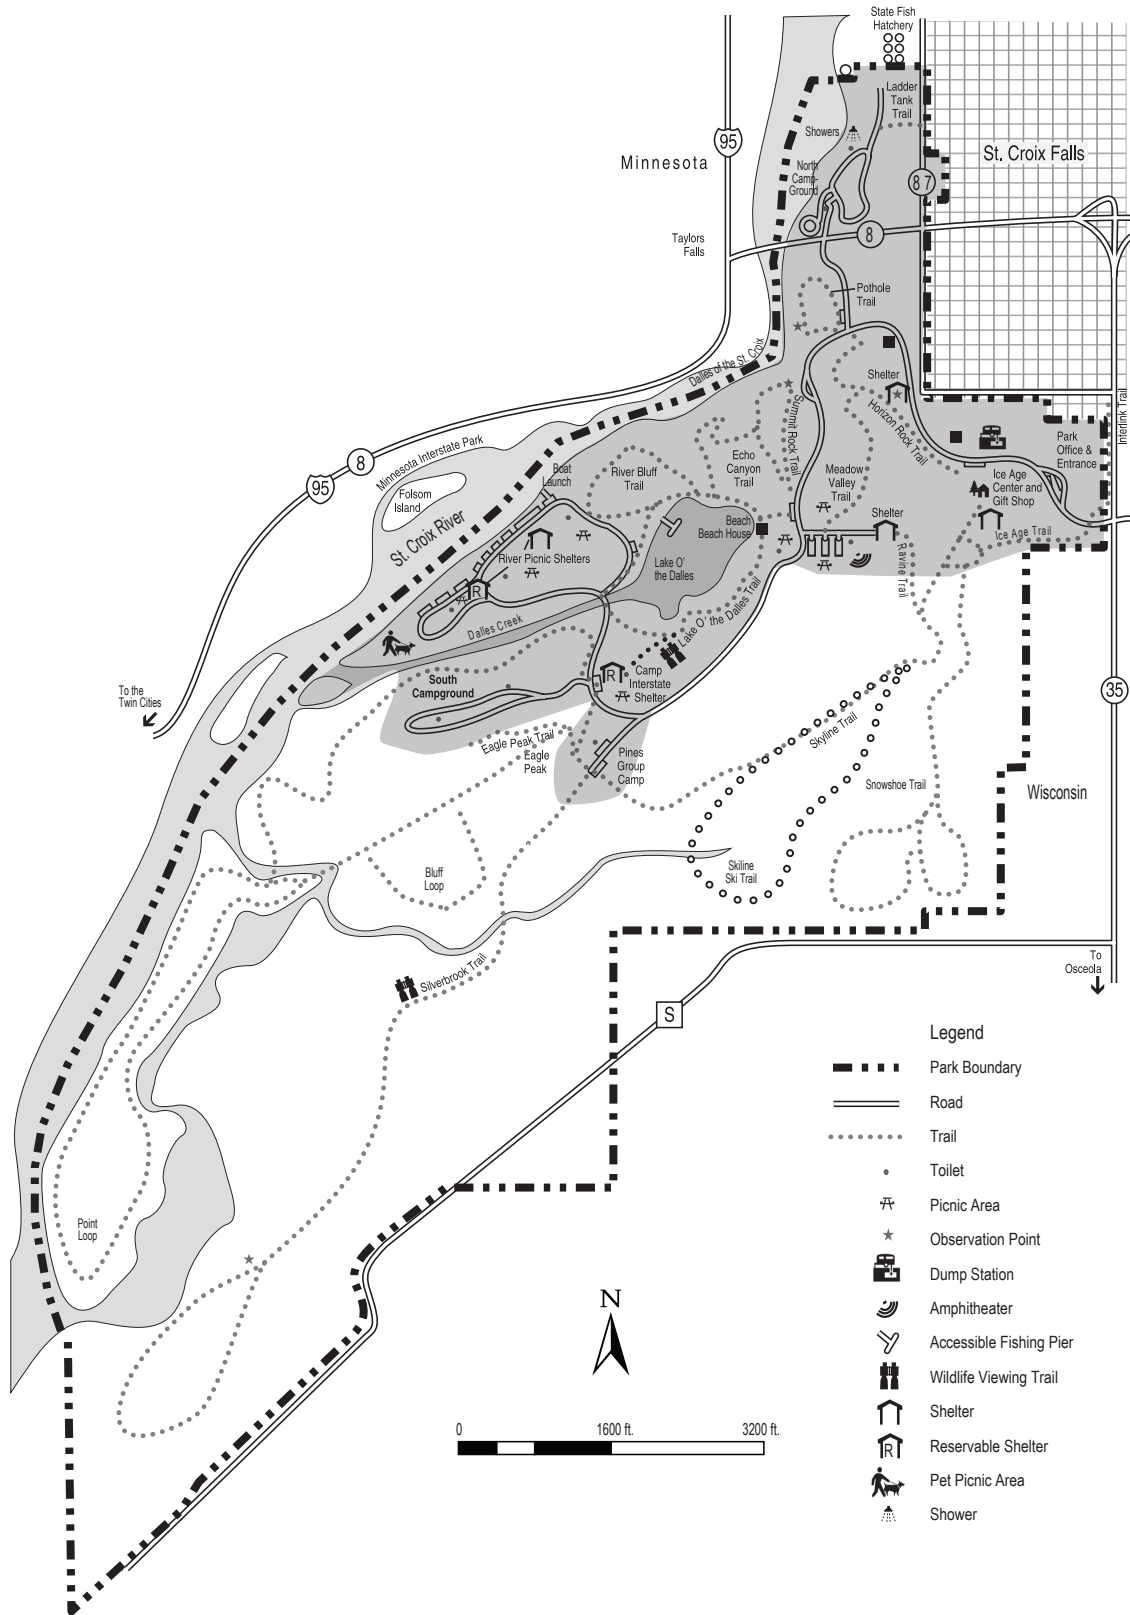 State Fish
Hatchery
Ladder
Tank
Trail
Showers
95
Minnesota
St. Croix Falls
North
Camp-
Ground
87
Taylors
Falls
8
Pothole
Trail
Dalles of the St. Croix
Shelter
Summit Rock Trail
Horizon Rock Trail
Interlink Trail
Minnesota Interstate Park
8
95
Park
Office &
Entrance
Echo
Canyon
Trail
Boat
Launch
River Bluff
Trail
Meadow
Valley
Trail
Ice Age
Center and
Gift Shop
Folsom
Island
St. Croix River
Beach
Beach House
Shelter
Ice Age Trail
River Picnic Shelters
Lake O'
the Dalles
Ravine Trail
R
Dalles Creek
Lake O' the Dalles Trail
South
Campground
R
Camp
Interstate
Shelter
To the
Twin Cities
35
Skyline Trail
Eagle Peak Trail
Eagle
Peak
Pines
Group
Camp
Snowshoe Trail
Wisconsin
Bluff
Loop
Skiline
Ski Trail
Silverbrook Trail
To
Osceola
S
Point
Loop
Legend
Park Boundary
Road
Trail
Toilet
Picnic Area
Observation Point
Dump Station
Amphitheater
Accessible Fishing Pier
Wildlife Viewing Trail
Shelter
R
Reservable Shelter
Pet Picnic Area
Shower
N
0 1600 ft. 3200 ft.